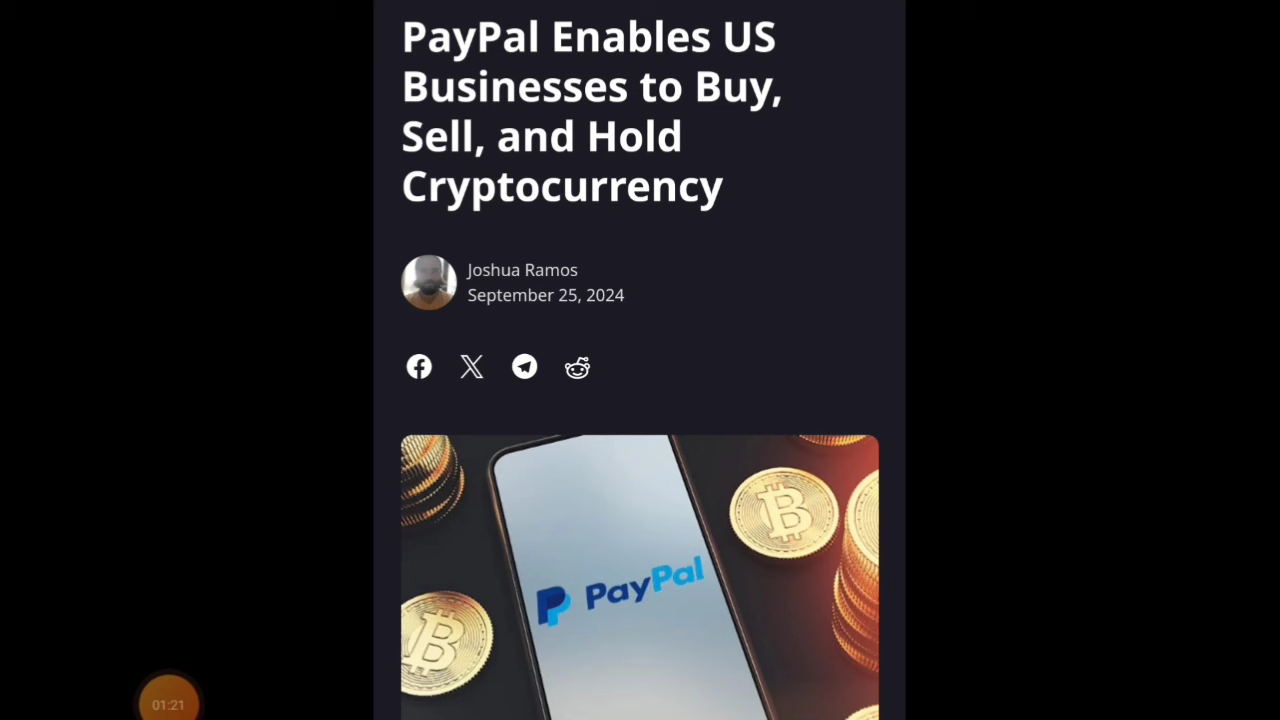 PayPal Enables US
Businesses to Buy,
Sell, and Hold
Cryptocurrency
Joshua Ramos
September 25, 2024
PayPal
01:21